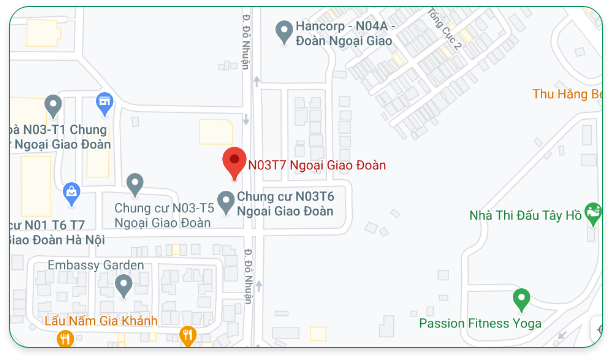 Hancorp - N04A -
Đoàn Ngoại Giao
Đ. Đỗ Nhuận
Tổng Cục 2
Thu Hằng Be
oà N03-T1 Chung
Ngoại Giao Đoàn
N03T7 Ngoại Giao Đoàn
Chung cư N03T6
Ngoại Giao Đoàn
Chung cư N03-T5
Ngoại Giao Đoàn
cư N01 T6 T7
Giao Đoàn Hà Nội
Nhà Thi Đấu Tây Hồ
Đ. Đỗ Nhuận
Embassy Garden
Lẩu Nấm Gia Khánh
Passion Fitness Yoga